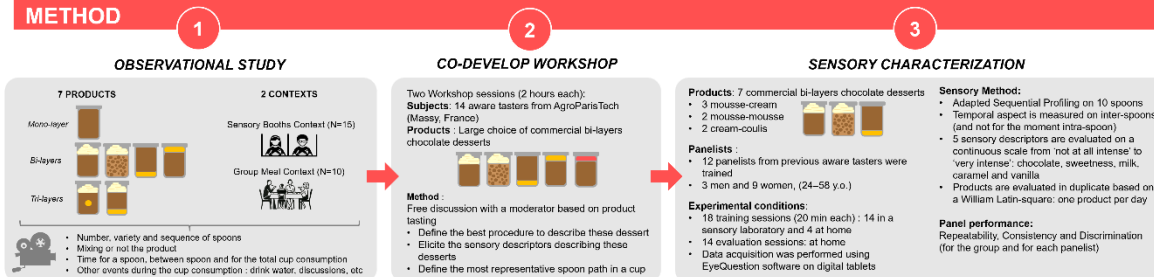 METHOD
1
OBSERVATIONAL STUDY
7 PRODUCTS
2 CONTEXTS
Mono-layer
Bi-layers
Tri-layers
Sensory Booths Context (N=15)
Group Meal Context (N=10)
• Number, variety and sequence of spoons
• Mixing or not the product
• Time for a spoon, between spoon and for the total cup consumption
• Other events during the cup consumption : drink water, discussions, etc
2
CO-DEVELOP WORKSHOP
Two Workshop sessions (2 hours each):
Subjects: 14 aware tasters from AgroParisTech
(Massy, France)
Products : Large choice of commercial bi-layers
chocolate desserts
Method :
Free discussion with a moderator based on product
tasting
• Define the best procedure to describe these dessert
• Elicite the sensory descriptors describing these
desserts
• Define the most representative spoon path in a cup
3
SENSORY CHARACTERIZATION
Products: 7 commercial bi-layers chocolate desserts
• 3 mousse-cream
• 2 mousse-mousse
• 2 cream-coulis
Panelists :
• 12 panelists from previous aware tasters were
trained
• 3 men and 9 women, (24–58 y.o.)
Experimental conditions:
• 18 training sessions (20 min each) : 14 in a
sensory laboratory and 4 at home
• 14 evaluation sessions: at home
• Data acquisition was performed using
EyeQuestion software on digital tablets
Sensory Method:
• Adapted Sequential Profiling on 10 spoons
• Temporal aspect is measured on inter-spoons
(and not for the moment intra-spoon)
• 5 sensory descriptors are evaluated on a
continuous scale from 'not at all intense' to
'very intense': chocolate, sweetness, milk,
caramel and vanilla
• Products are evaluated in duplicate based on
a William Latin-square: one product per day
Panel performance:
Repeatability, Consistency and Discrimination
(for the group and for each panelist)